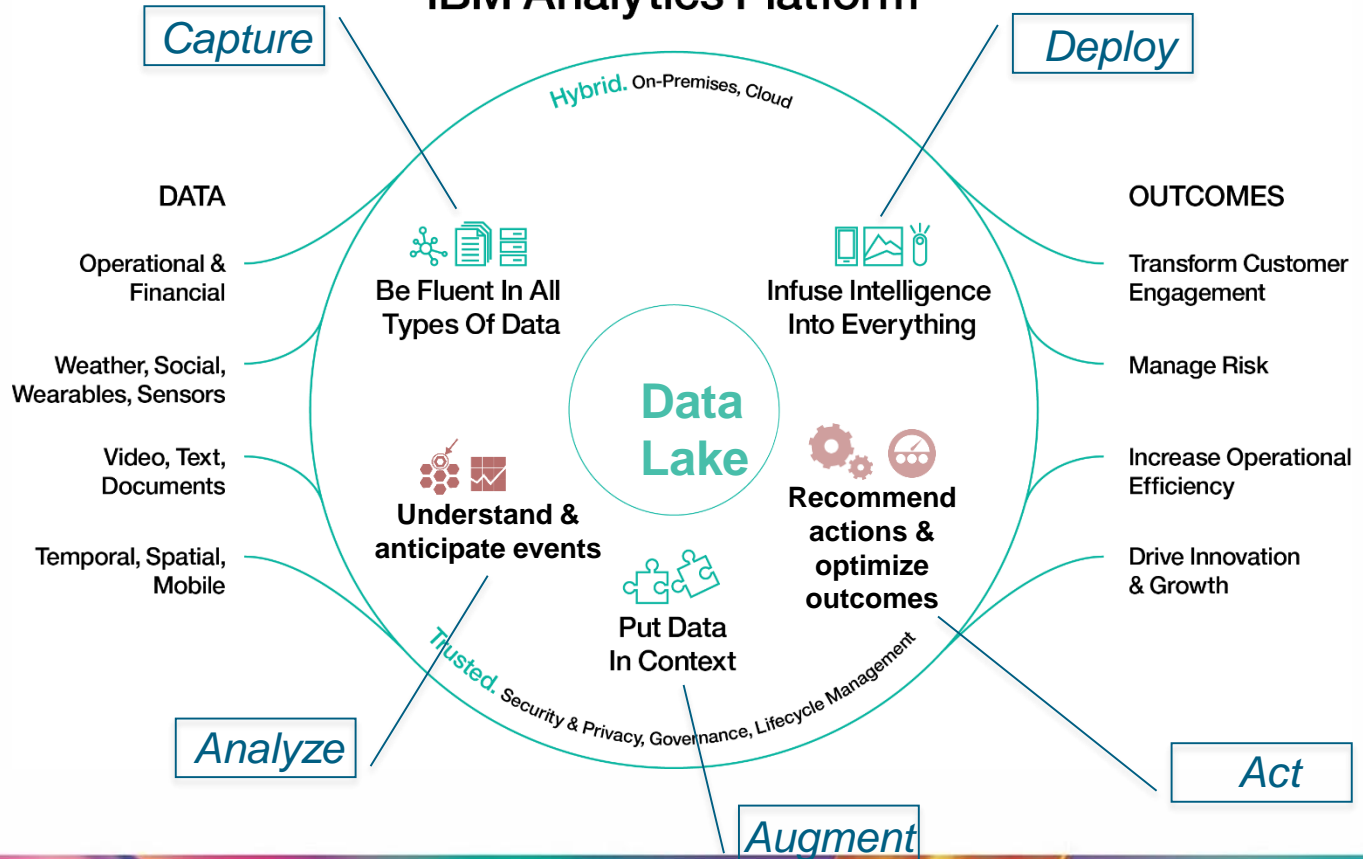 IBM Analytics Platform
Capture
Deploy
Hybrid. On-Premises, Cloud
DATA
Operational &
Financial
Weather, Social,
Wearables, Sensors
Video, Text,
Documents
Temporal, Spatial,
Mobile
Be Fluent In All
Types Of Data
Infuse Intelligence
Into Everything
Data
Lake
Understand &
anticipate events
Put Data
In Context
Recommend
actions &
optimize
outcomes
OUTCOMES
Transform Customer
Engagement
Manage Risk
Increase Operational
Efficiency
Drive Innovation
& Growth
Trusted. Security & Privacy, Governance, Lifecycle Management
Analyze
Augment
Act